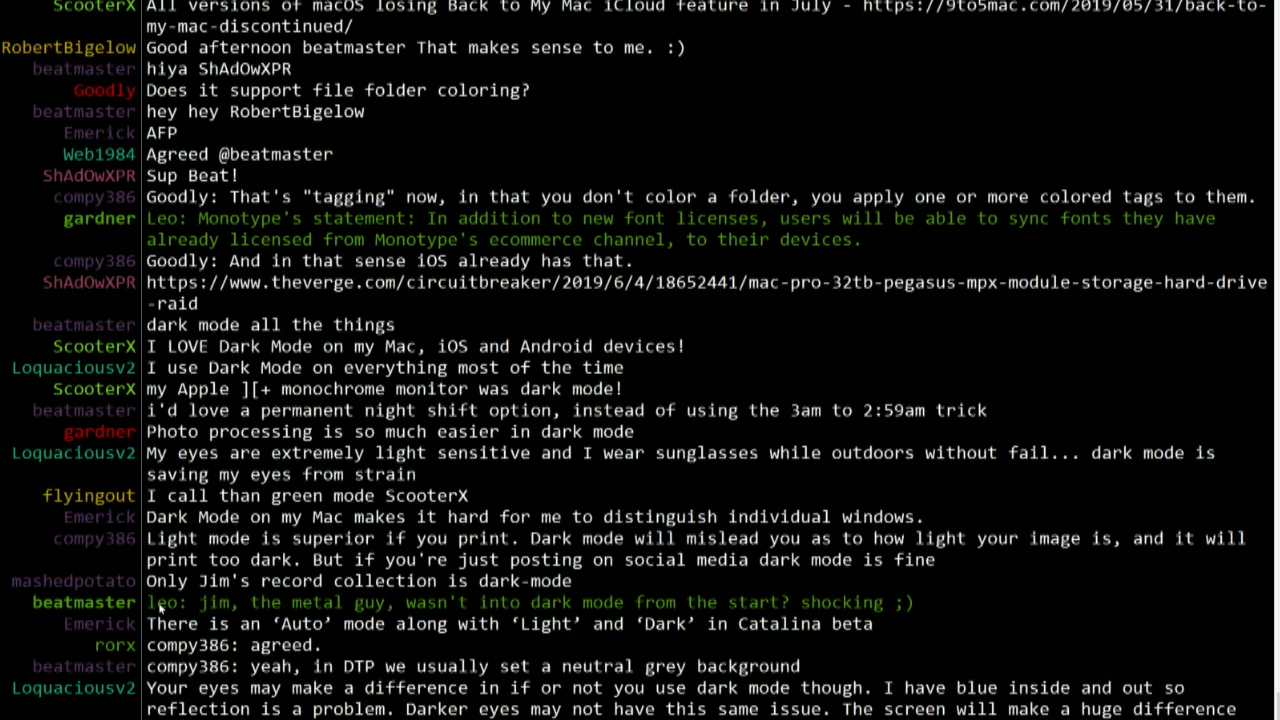 ScooterX All versions of macOS losing Back to My Mac iCloud feature in July - https://9to5mac.com/2019/05/31/back-to-
my-mac-discontinued/
RobertBigelow Good afternoon beatmaster That makes sense to me. :)
beatmaster hiya ShAdOwXPR
Goodly Does it support file folder coloring?
beatmaster hey hey RobertBigelow
Emerick AFP
Web1984 Agreed @beatmaster
ShAdOwXPR Sup Beat!
compy386 Goodly: That's "tagging" now, in that you don't color a folder, you apply one or more colored tags to them.
gardner Leo: Monotype's statement: In addition to new font licenses, users will be able to sync fonts they have
already licensed from Monotype's ecommerce channel, to their devices.
compy386 Goodly: And in that sense iOS already has that.
ShAdOwXPR https://www.theverge.com/circuitbreaker/2019/6/4/18652441/mac-pro-32tb-pegasus-mpx-module-storage-hard-drive
-raid
beatmaster dark mode all the things
ScooterX I LOVE Dark Mode on my Mac, iOS and Android devices!
Loquaciousv2 I use Dark Mode on everything most of the time
ScooterX my Apple ][+ monochrome monitor was dark mode!
beatmaster i'd love a permanent night shift option, instead of using the 3am to 2:59am trick
gardner Photo processing is so much easier in dark mode
Loquaciousv2 My eyes are extremely light sensitive and I wear sunglasses while outdoors without fail... dark mode is
saving my eyes from strain
flyingout I call than green mode ScooterX
Emerick Dark Mode on my Mac makes it hard for me to distinguish individual windows.
compy386 Light mode is superior if you print. Dark mode will mislead you as to how light your image is, and it will
print too dark. But if you're just posting on social media dark mode is fine
mashedpotato Only Jim's record collection is dark-mode
beatmaster leo: jim, the metal guy, wasn't into dark mode from the start? shocking ;)
Emerick There is an ‘Auto’ mode along with ‘Light’ and ‘Dark’ in Catalina beta
rorx compy386: agreed.
beatmaster compy386: yeah, in DTP we usually set a neutral grey background
Loquaciousv2 Your eyes may make a difference in if or not you use dark mode though. I have blue inside and out so
reflection is a problem. Darker eyes may not have this same issue. The screen will make a huge difference